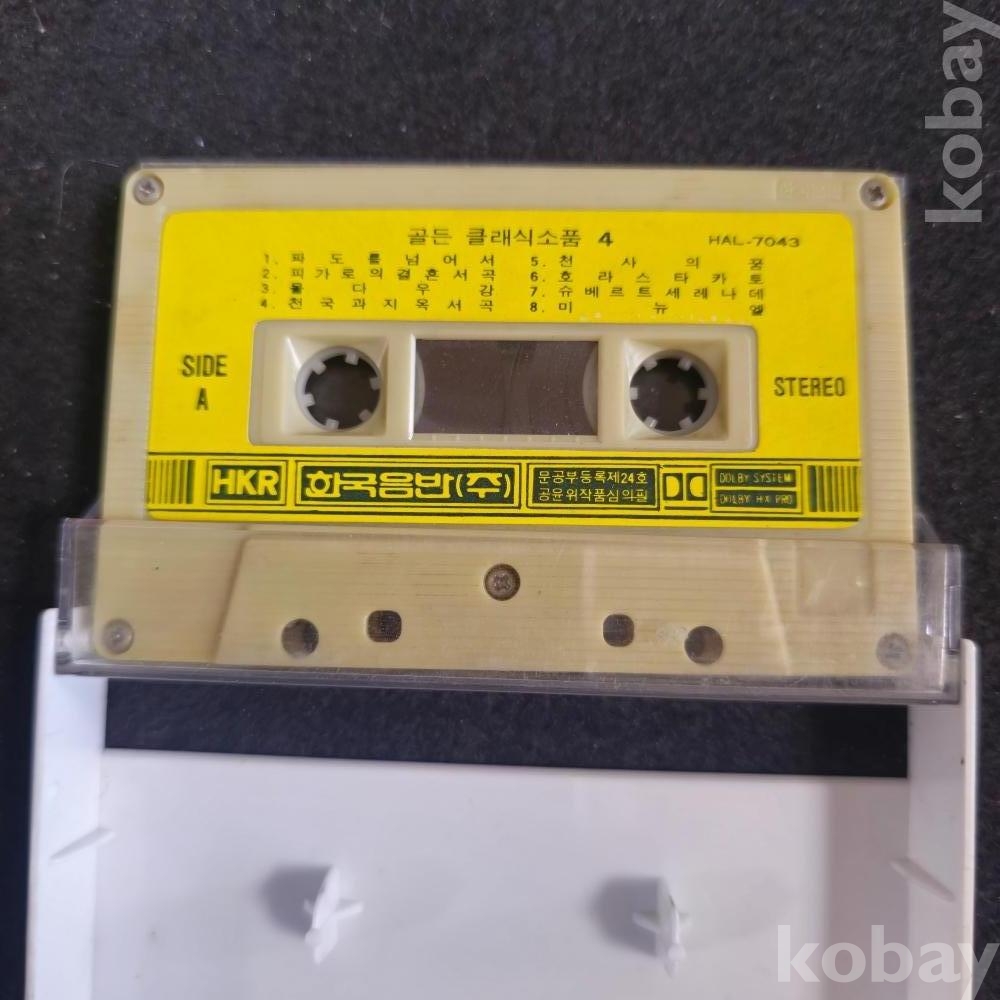 kobay
골든 클래식소품 4
HAL-7043
1. 파도를넘어서
2. 피가로의결혼서곡
3. 몰다우강
4. 천국과지옥서곡
5. 천사의꿈
6. 호라스타카토
7. 슈베르트세레나데
8. 미뉴엘
SIDE
A
STEREO
HKR
한국음반(주)
문공부등록제24호
공윤위작품심의필
DOLBY SYSTEM
DOLBY HX PRO
kobay